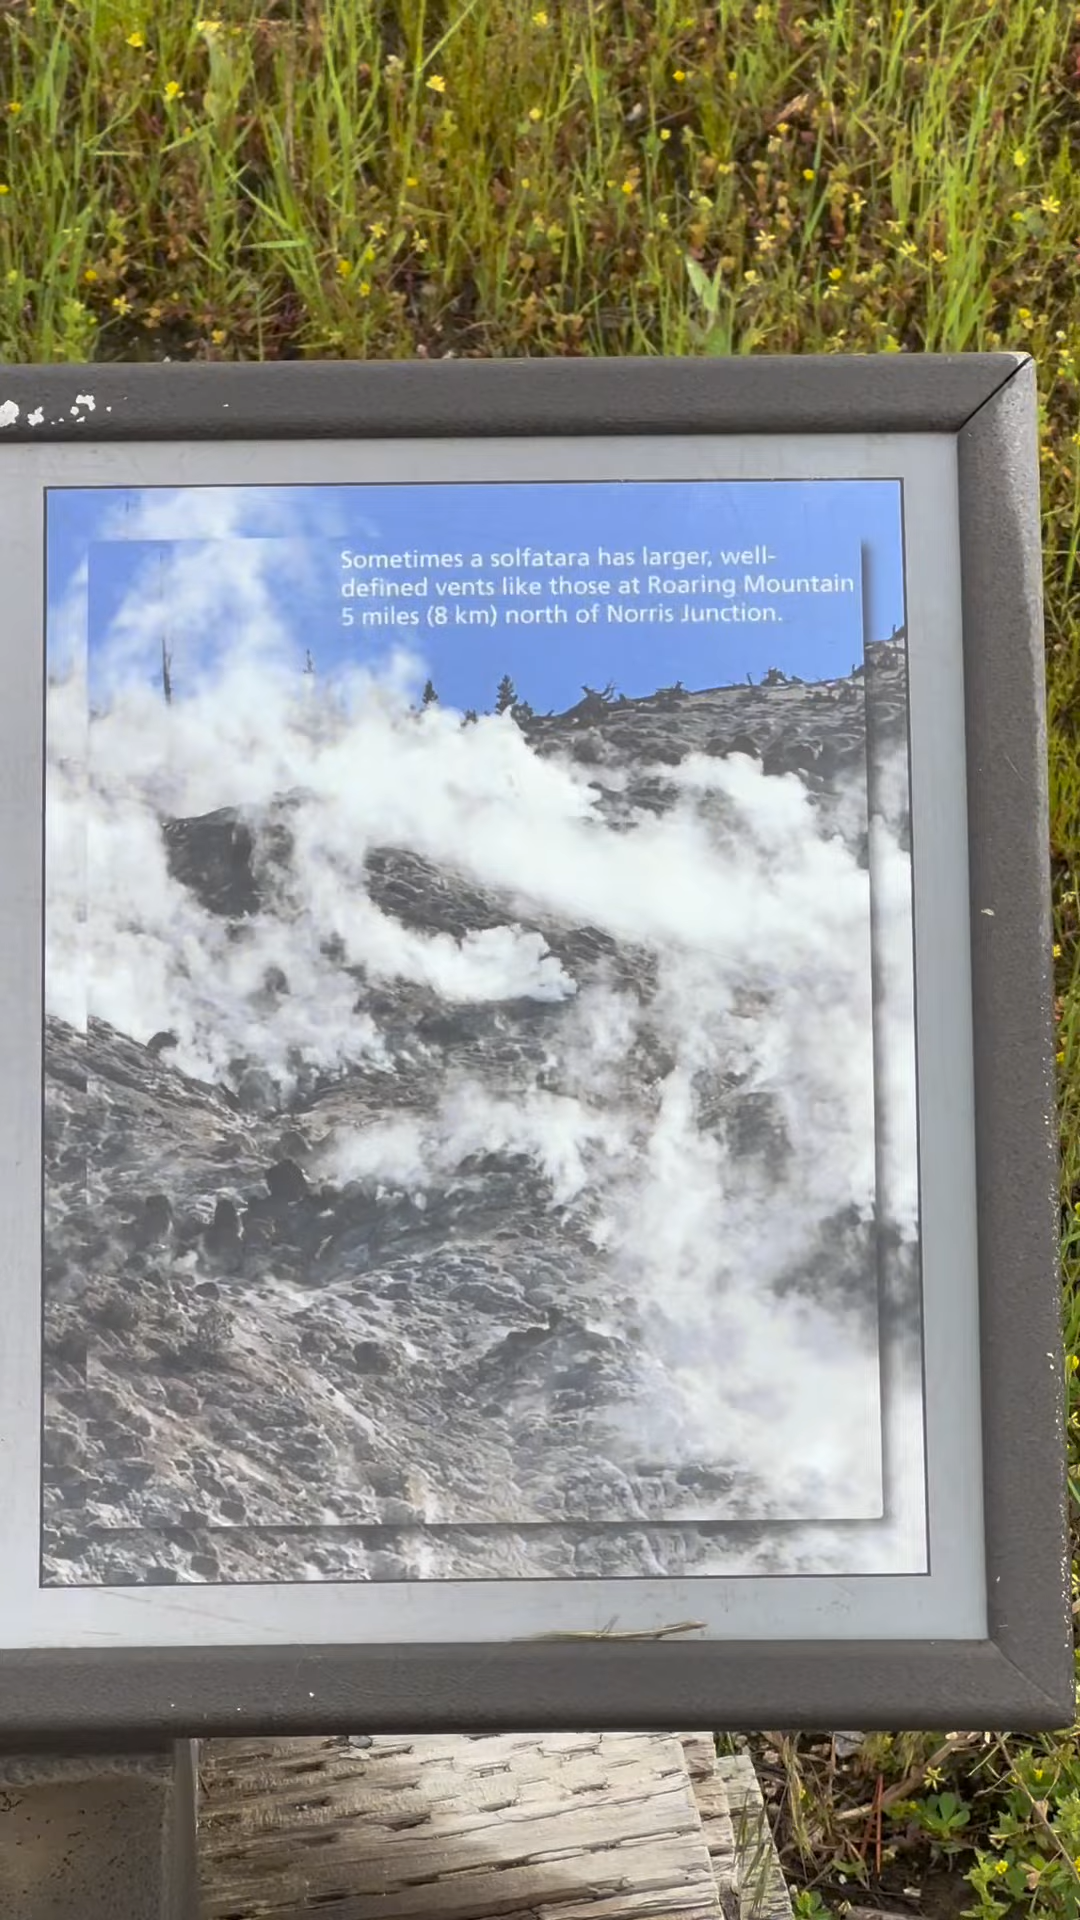 Sometimes a solfatara has larger, well-
defined vents like those at Roaring Mountain
5 miles (8 km) north of Norris Junction.